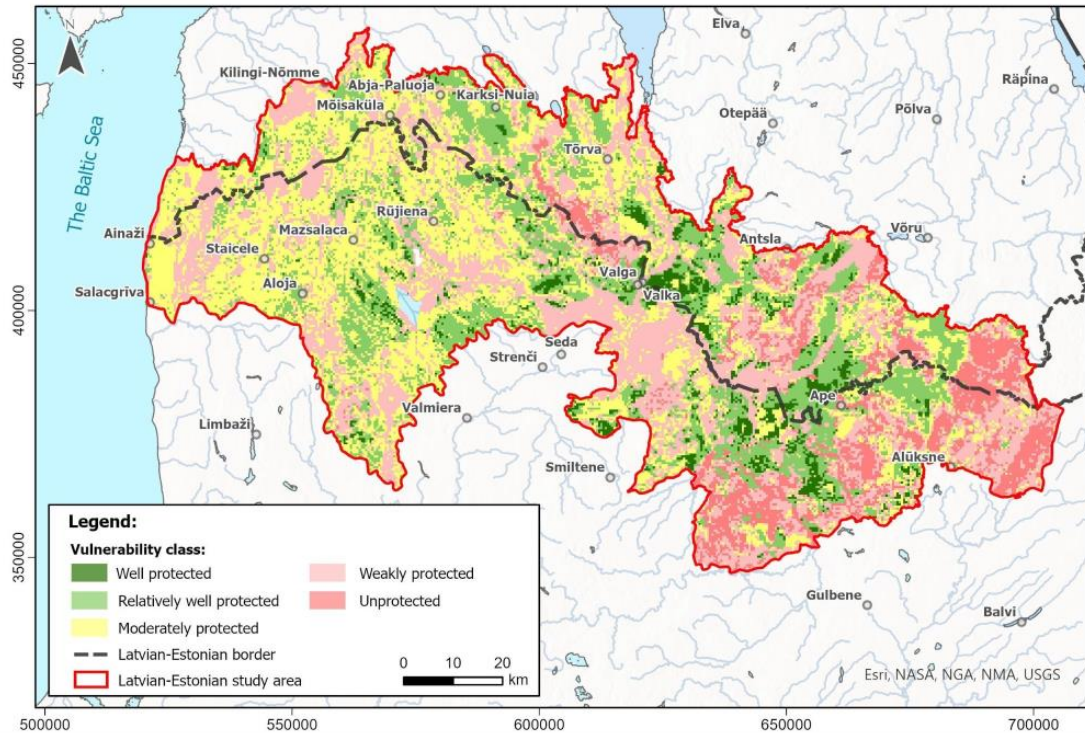 N
Elva
450000
Kilingi-Nõmme
Abja-Paluoja
Karksi-Nuia
Räpina
Mõisaküla
Põlva
Otepää
The Baltic Sea
Tõrva
Rūjiena
Ainaži
Mazsalaca
Antsla
Võru
Staicele
Valga
Aloja
Valka
Salacgrīva
400000
Seda
Strenči
Ape
Valmiera
Limbaži
Alūksne
Smiltene
Legend:
Vulnerability class:
Well protected
Weakly protected
Relatively well protected
Unprotected
Moderately protected
Latvian-Estonian border
0 10 20
km
Latvian-Estonian study area
350000
Gulbene
Balvi
Esri, NASA, NGA, NMA, USGS
500000 550000 600000 650000 700000